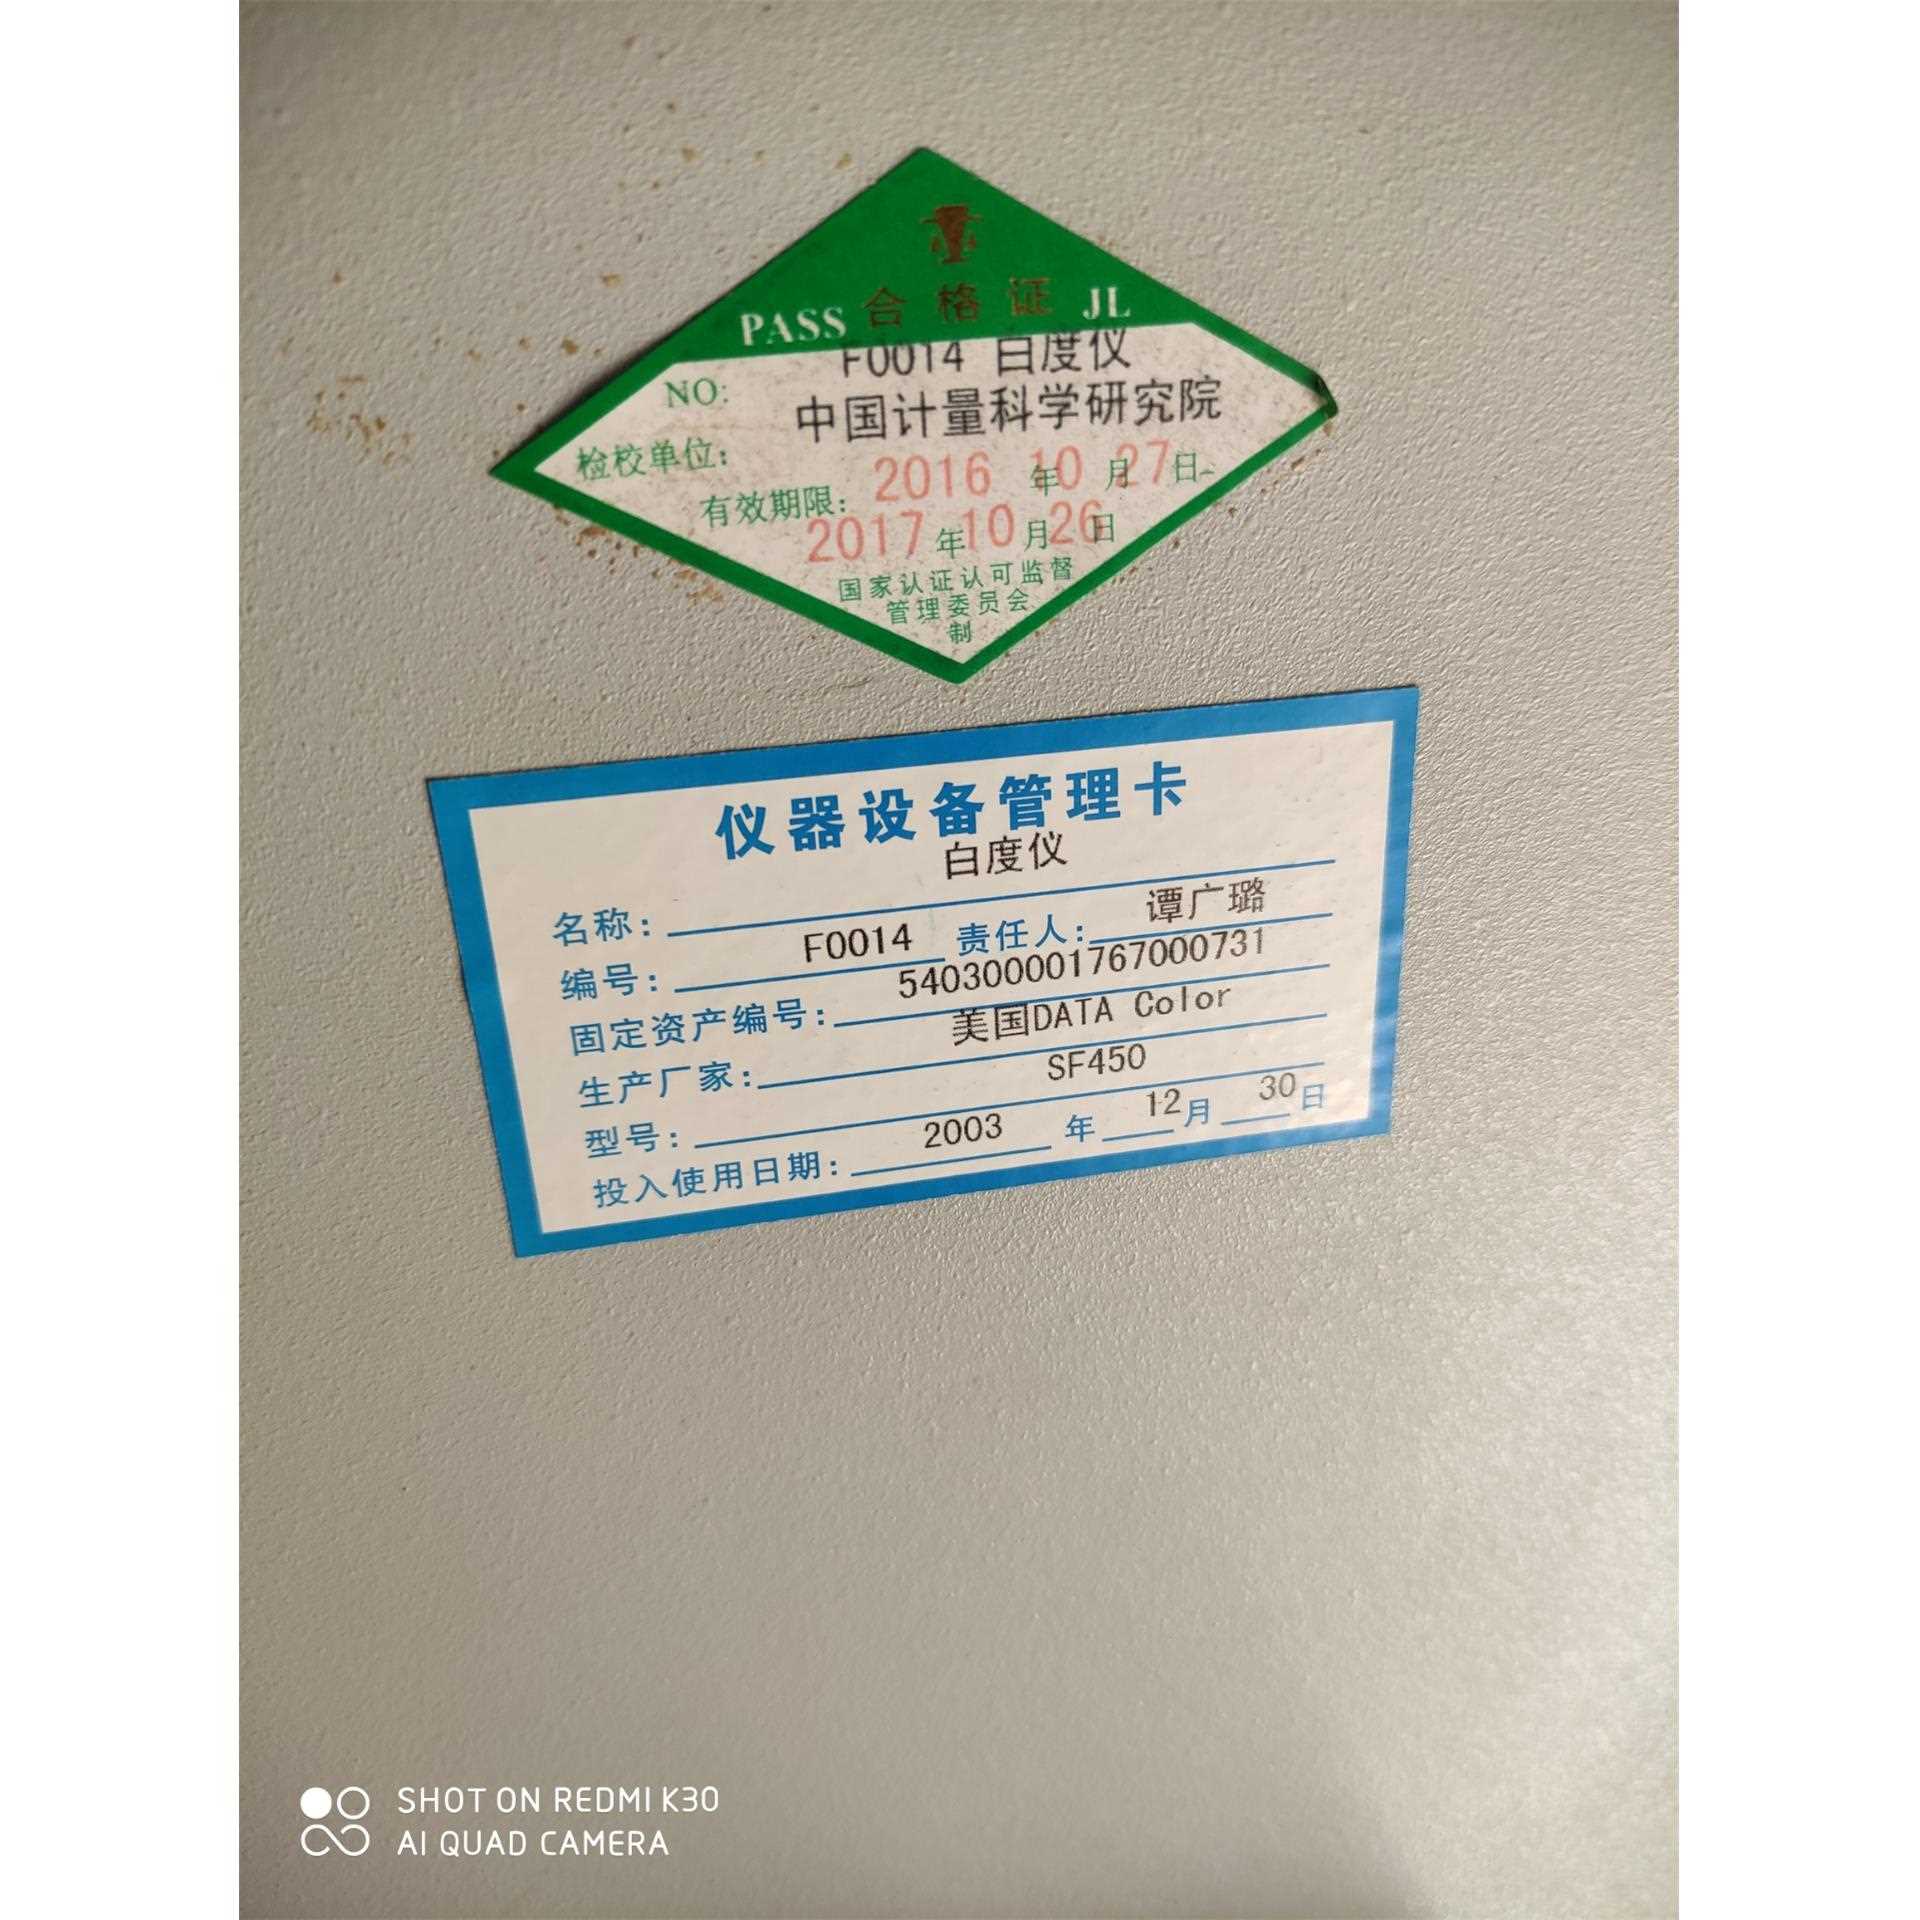 PASS 合格证 JL
NO: F0014 白度仪
检校单位: 中国计量科学研究院
有效期限: 2016 年 10 月 27 日-
2017 年 10 月 26 日
国家认证认可监督
管理委员会
制
仪器设备管理卡
名称: 白度仪
编号: F0014 责任人: 谭广璐
固定资产编号: 540300001767000731
生产厂家: 美国DATA Color
型号: SF450
投入使用日期: 2003 年 12 月 30 日
SHOT ON REDMI K30
AI QUAD CAMERA